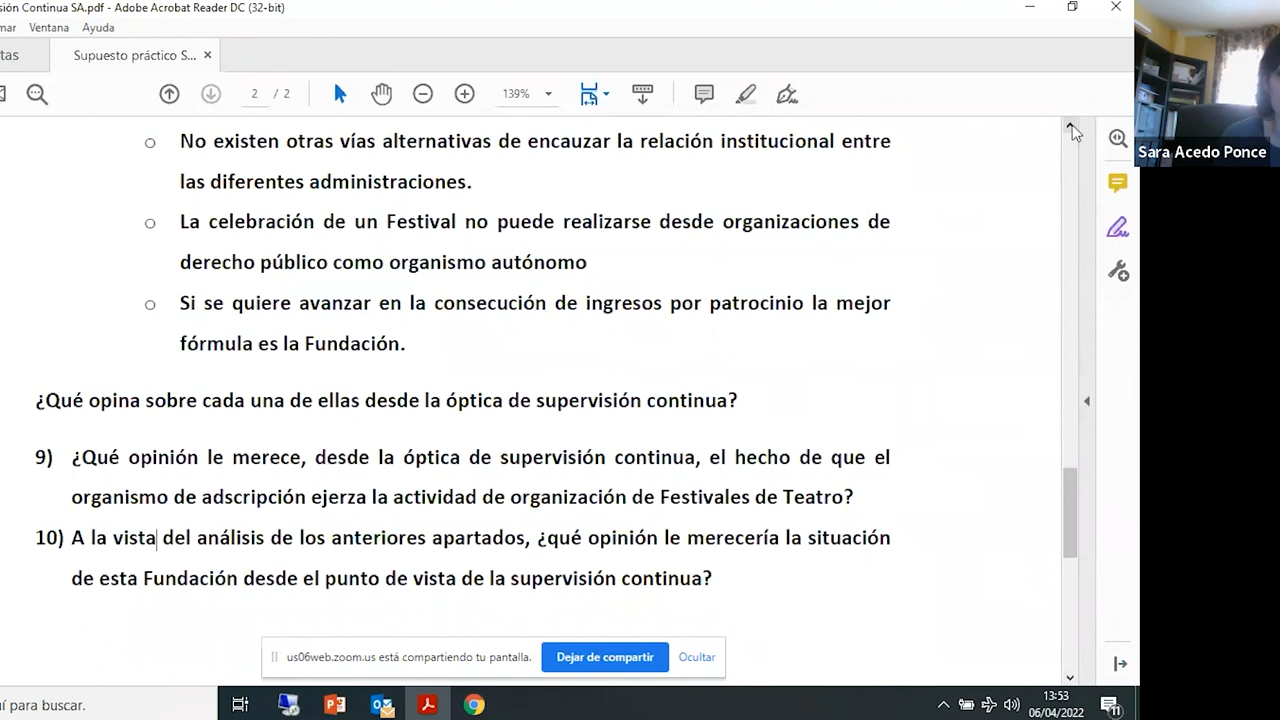 sión Continua SA.pdf - Adobe Acrobat Reader DC (32-bit)
mar Ventana Ayuda
tas Supuesto práctico S... ×
2 / 2 139%
Sara Acedo Ponce
o No existen otras vías alternativas de encauzar la relación institucional entre
las diferentes administraciones.
o La celebración de un Festival no puede realizarse desde organizaciones de
derecho público como organismo autónomo
o Si se quiere avanzar en la consecución de ingresos por patrocinio la mejor
fórmula es la Fundación.
¿Qué opina sobre cada una de ellas desde la óptica de supervisión continua?
9) ¿Qué opinión le merece, desde la óptica de supervisión continua, el hecho de que el
organismo de adscripción ejerza la actividad de organización de Festivales de Teatro?
10) A la vista del análisis de los anteriores apartados, ¿qué opinión le merecería la situación
de esta Fundación desde el punto de vista de la supervisión continua?
us06web.zoom.us está compartiendo tu pantalla. Dejar de compartir Ocultar
uí para buscar.
13:53
06/04/2022
11